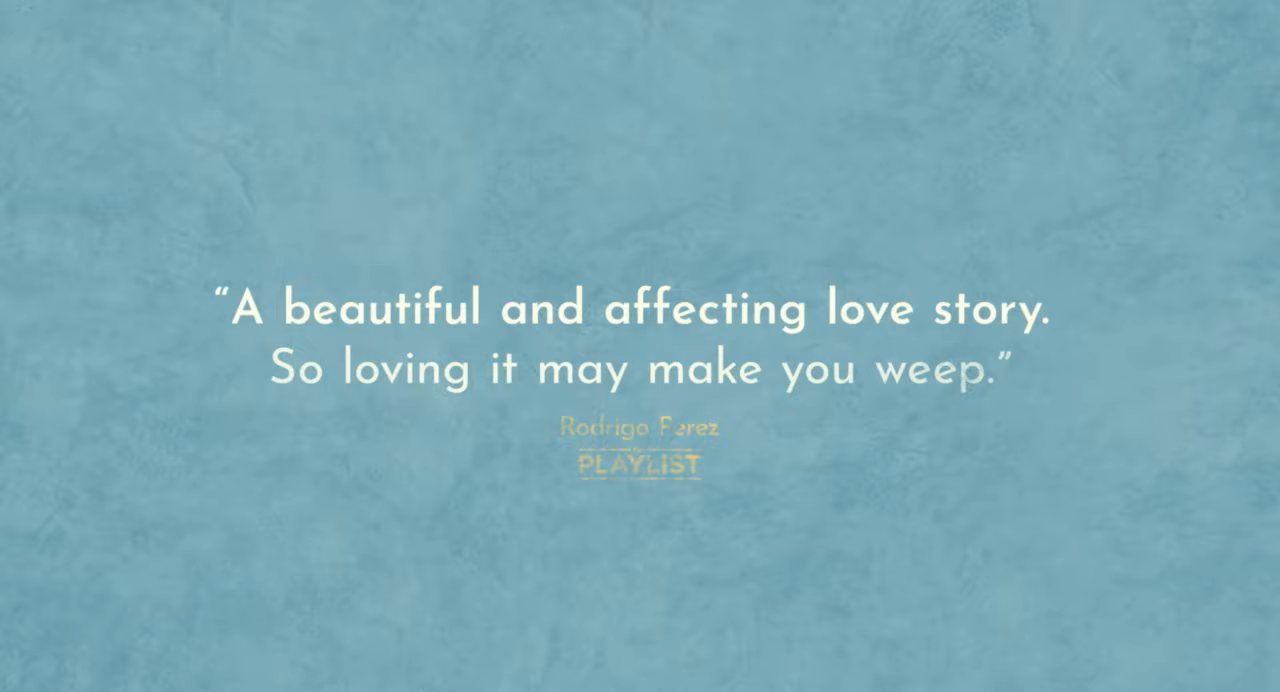 “A beautiful and affecting love story.
So loving it may make you weep.”
Rodrigo Perez
PLAYLIST